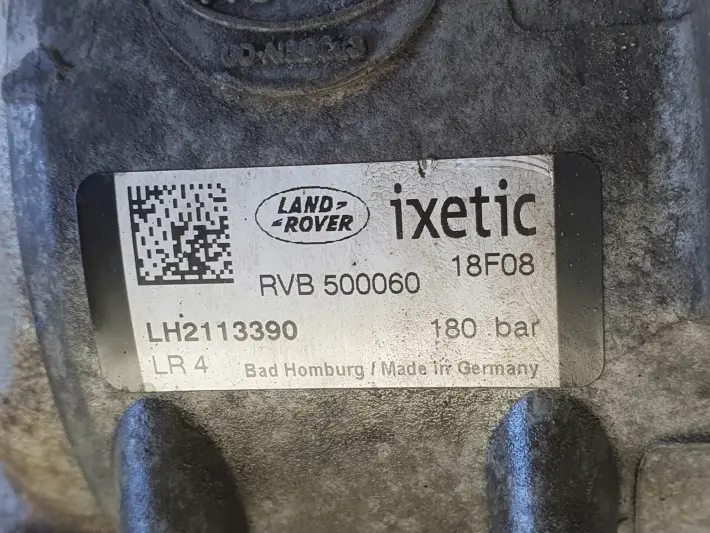 LAND-
-ROVER
ixetic
18F08
RVB 500060
LH2113390
180 bar
LR 4
Bad Homburg / Made in Germany